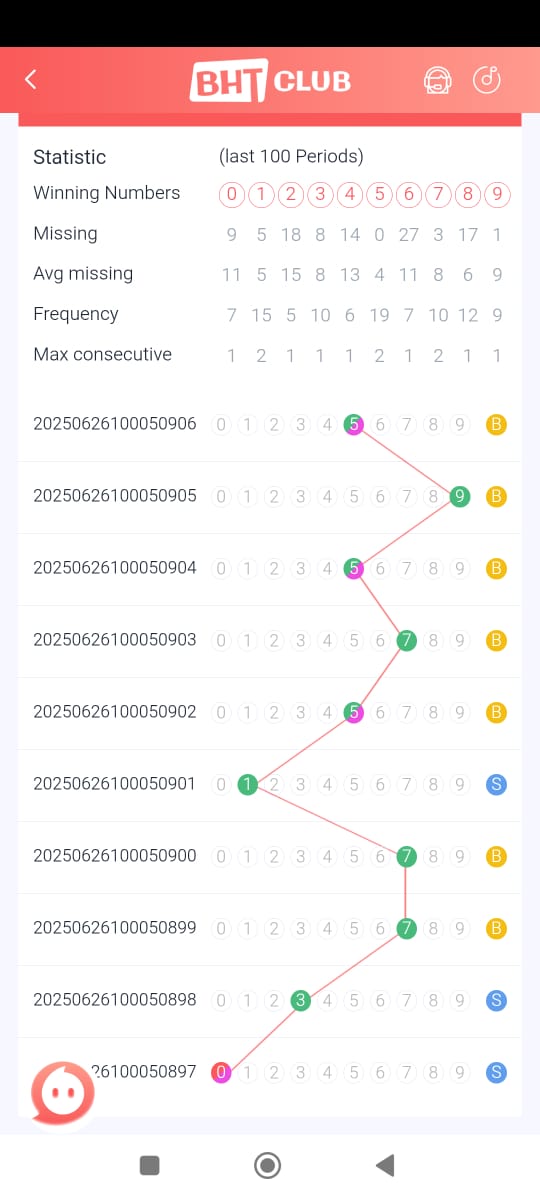 BHT CLUB
Statistic (last 100 Periods)
Winning Numbers 0 1 2 3 4 5 6 7 8 9
Missing 9 5 18 8 14 0 27 3 17 1
Avg missing 11 5 15 8 13 4 11 8 6 9
Frequency 7 15 5 10 6 19 7 10 12 9
Max consecutive 1 2 1 1 1 2 1 2 1 1
20250626100050906 0 1 2 3 4 5 6 7 8 9 B
20250626100050905 0 1 2 3 4 5 6 7 8 9 B
20250626100050904 0 1 2 3 4 5 6 7 8 9 B
20250626100050903 0 1 2 3 4 5 6 7 8 9 B
20250626100050902 0 1 2 3 4 5 6 7 8 9 B
20250626100050901 0 1 2 3 4 5 6 7 8 9 S
20250626100050900 0 1 2 3 4 5 6 7 8 9 B
20250626100050899 0 1 2 3 4 5 6 7 8 9 B
20250626100050898 0 1 2 3 4 5 6 7 8 9 S
26100050897 0 1 2 3 4 5 6 7 8 9 S